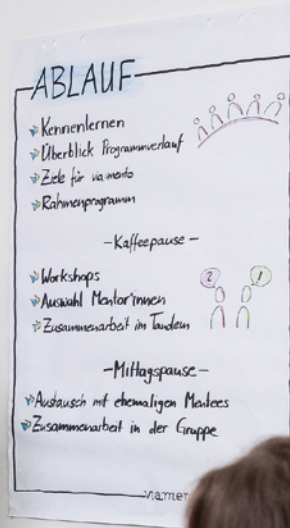 ABLAUF
Kennenlernen
Überblick Programmverlauf
Ziele für via:mento
Rahmenprogramm
- Kaffeepause -
Workshops
Auswahl Mentor*innen
Zusammenarbeit im Tandem
? !
- Mittagspause -
Austausch mit ehemaligen Mentees
Zusammenarbeit in der Gruppe